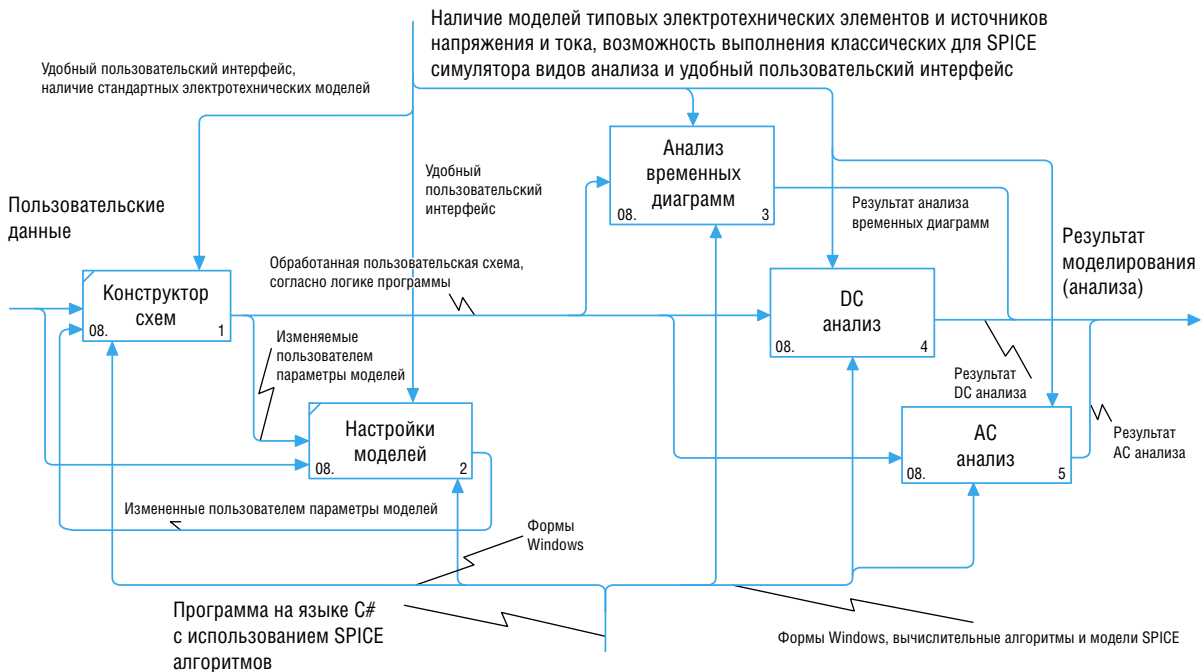 Наличие моделей типовых электротехнических элементов и источников
напряжения и тока, возможность выполнения классических для SPICE
симулятора видов анализа и удобный пользовательский интерфейс
Удобный пользовательский интерфейс,
наличие стандартных электротехнических моделей
Удобный
пользовательский
интерфейс
Анализ
временных
диаграмм
08. 3
Результат анализа
временных диаграмм
Пользовательские
данные
Результат
моделирования
(анализа)
Обработанная пользовательская схема,
согласно логике программы
Конструктор
схем
08. 1
DC
анализ
08. 4
Изменяемые
пользователем
параметры моделей
Результат
DC анализа
Настройки
моделей
08. 2
AC
анализ
08. 5
Результат
AC анализа
Измененные пользователем параметры моделей
Формы
Windows
Программа на языке C#
с использованием SPICE
алгоритмов
Формы Windows, вычислительные алгоритмы и модели SPICE